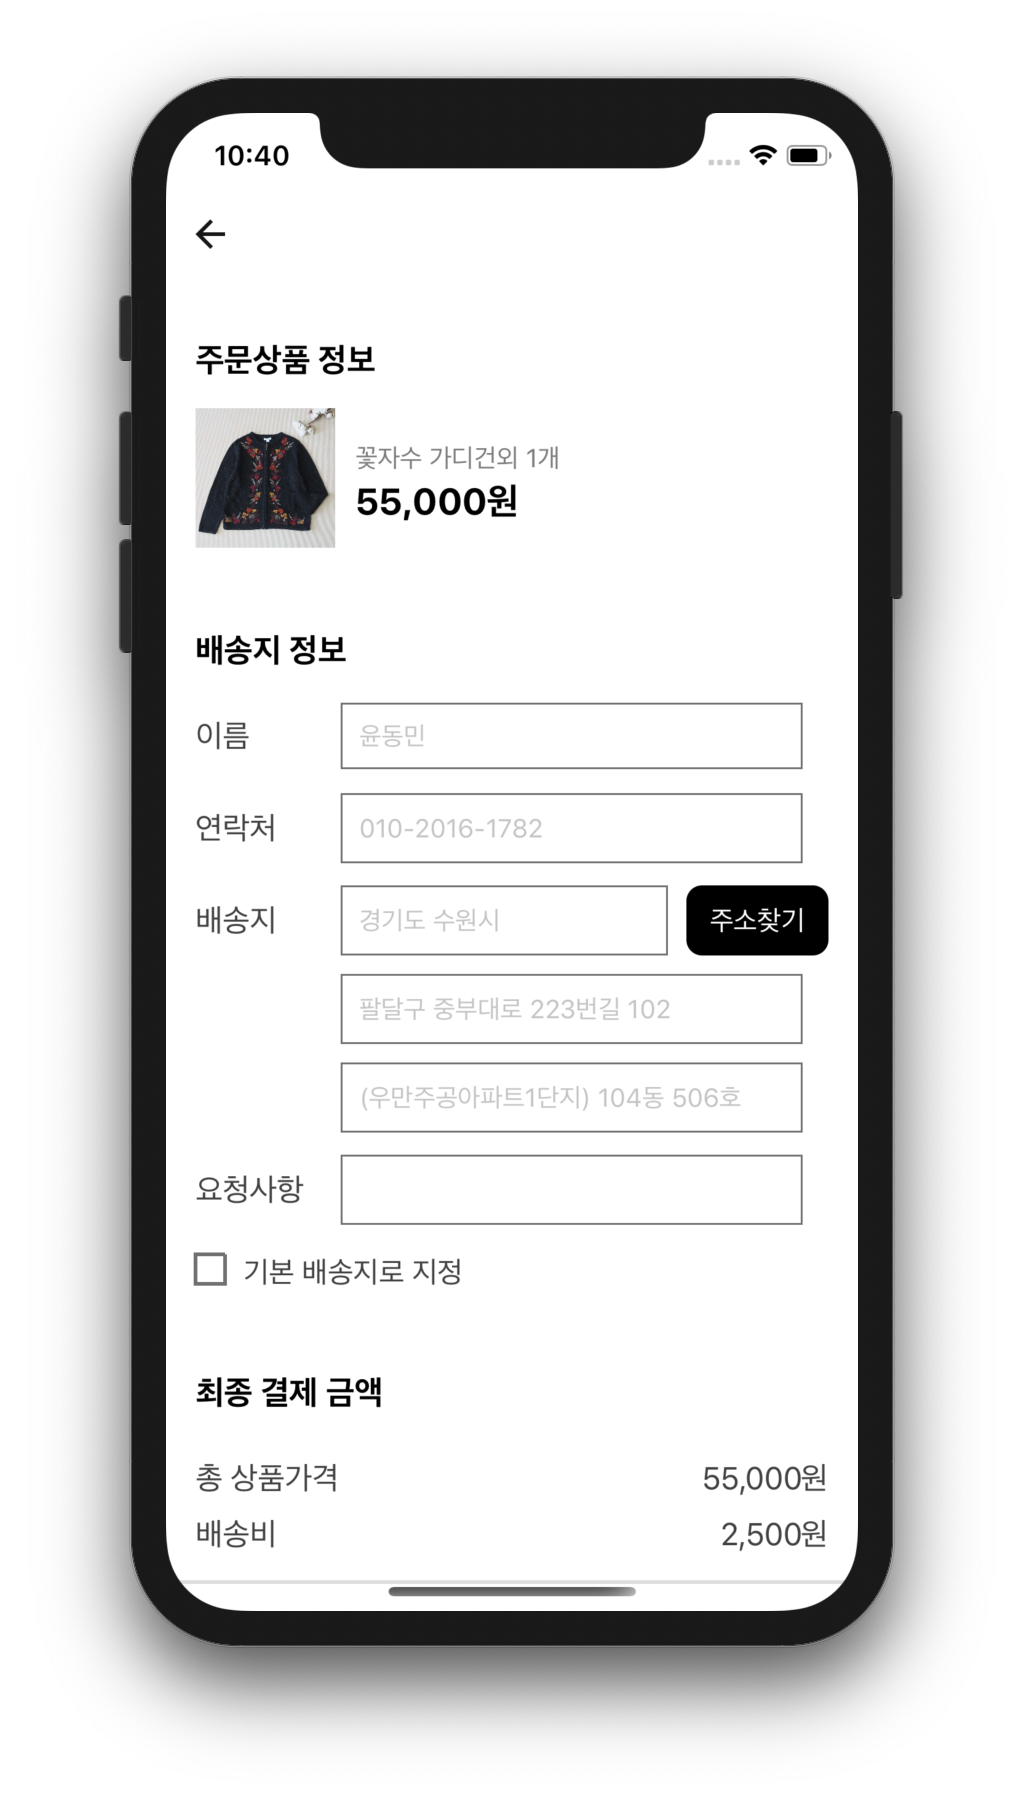 10:40
주문상품 정보
꽃자수 가디건외 1개
55,000원
배송지 정보
이름
윤동민
연락처
010-2016-1782
배송지
경기도 수원시
주소찾기
팔달구 중부대로 223번길 102
(우만주공아파트1단지) 104동 506호
요청사항
기본 배송지로 지정
최종 결제 금액
총 상품가격 55,000원
배송비 2,500원